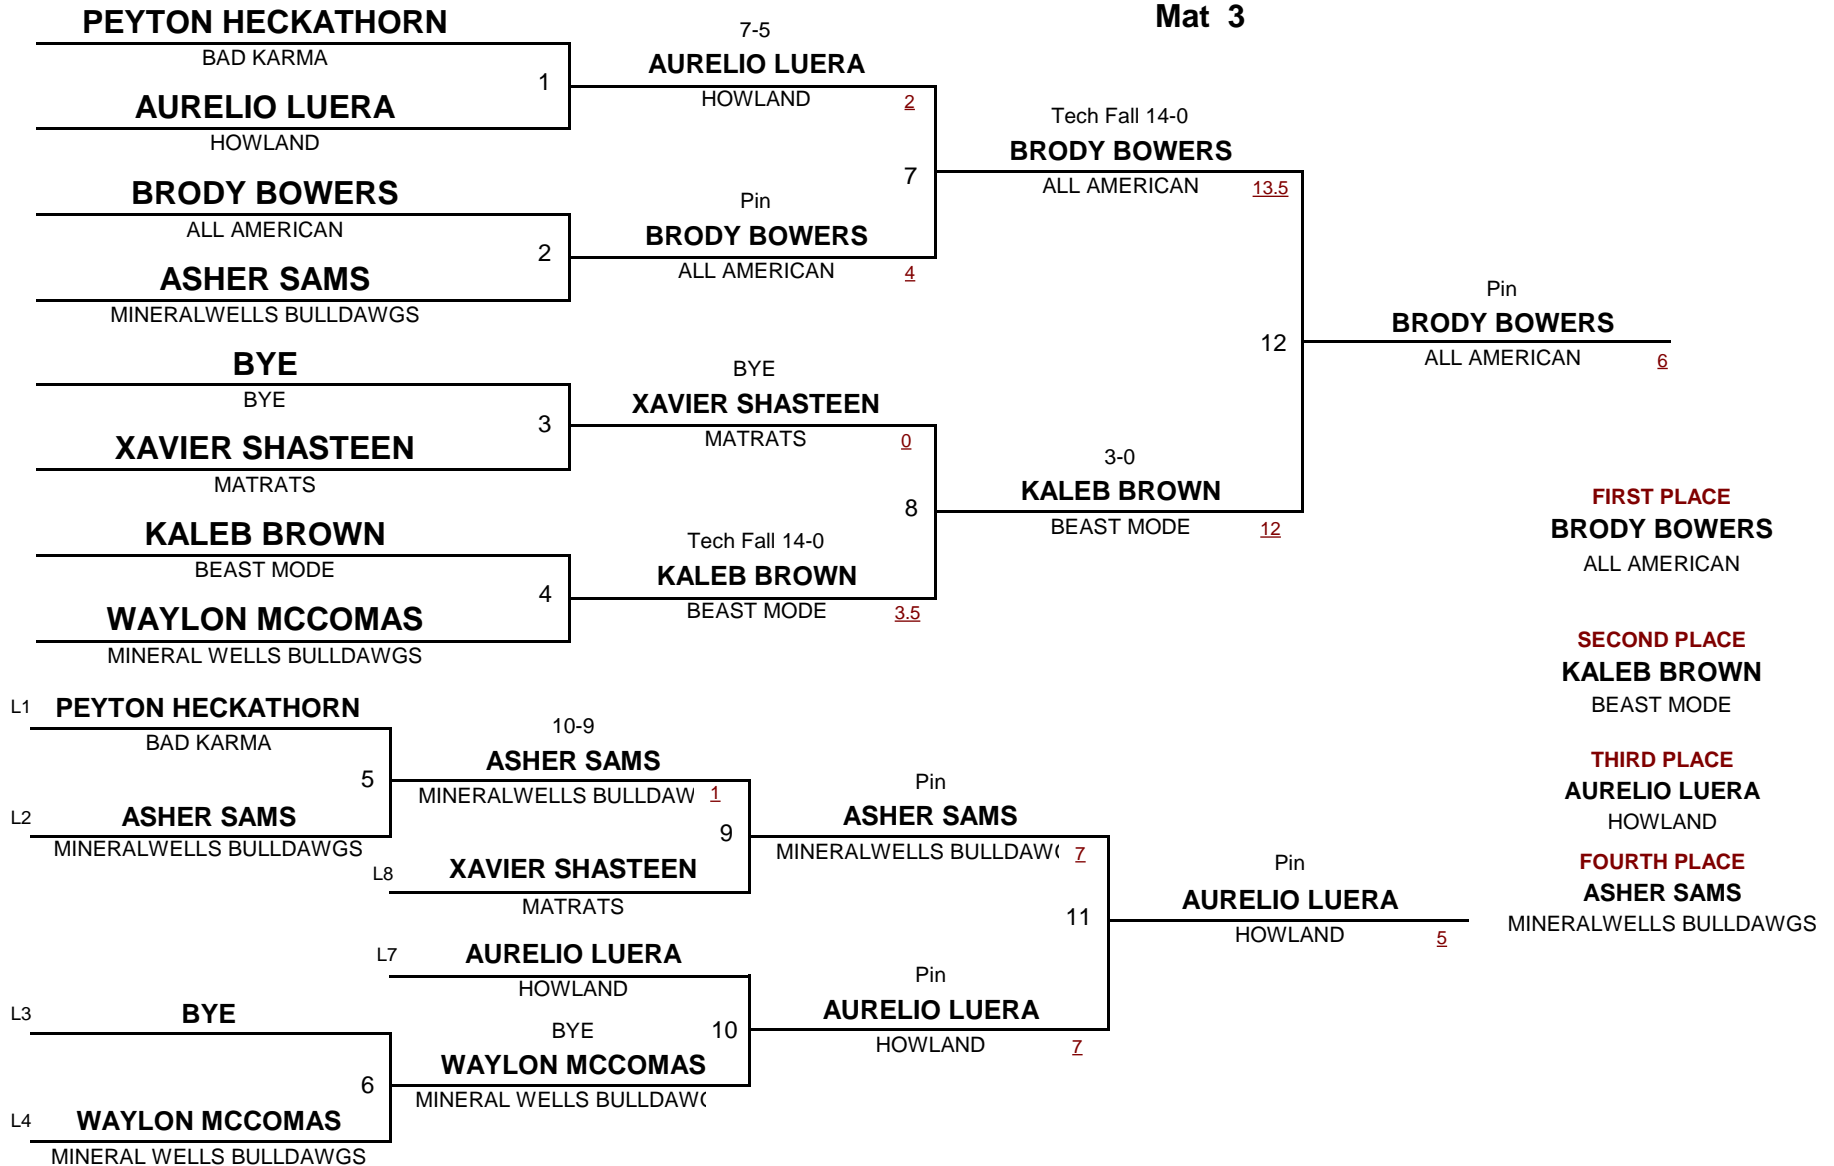 Mat 3
PEYTON HECKATHORN
BAD KARMA
1
AURELIO LUERA
HOWLAND
BRODY BOWERS
ALL AMERICAN
2
ASHER SAMS
MINERALWELLS BULLDAWGS
BYE
BYE
3
XAVIER SHASTEEN
MATRATS
KALEB BROWN
BEAST MODE
4
WAYLON MCCOMAS
MINERAL WELLS BULLDAWGS
7-5
AURELIO LUERA
HOWLAND 2
7
Pin
BRODY BOWERS
ALL AMERICAN 4
BYE
XAVIER SHASTEEN
MATRATS 0
8
Tech Fall 14-0
KALEB BROWN
BEAST MODE 3.5
Tech Fall 14-0
BRODY BOWERS
ALL AMERICAN 13.5
12
3-0
KALEB BROWN
BEAST MODE 12
Pin
BRODY BOWERS
ALL AMERICAN 6
FIRST PLACE
BRODY BOWERS
ALL AMERICAN
SECOND PLACE
KALEB BROWN
BEAST MODE
THIRD PLACE
AURELIO LUERA
HOWLAND
FOURTH PLACE
ASHER SAMS
MINERALWELLS BULLDAWGS
L1 PEYTON HECKATHORN
BAD KARMA
5
L2 ASHER SAMS
MINERALWELLS BULLDAWGS
L3 BYE
6
L4 WAYLON MCCOMAS
MINERAL WELLS BULLDAWGS
10-9
ASHER SAMS
MINERALWELLS BULLDAW 1
9
L8 XAVIER SHASTEEN
MATRATS
L7 AURELIO LUERA
HOWLAND
10
BYE
WAYLON MCCOMAS
MINERAL WELLS BULLDAW
Pin
ASHER SAMS
MINERALWELLS BULLDAW 7
11
Pin
AURELIO LUERA
HOWLAND 7
Pin
AURELIO LUERA
HOWLAND 5